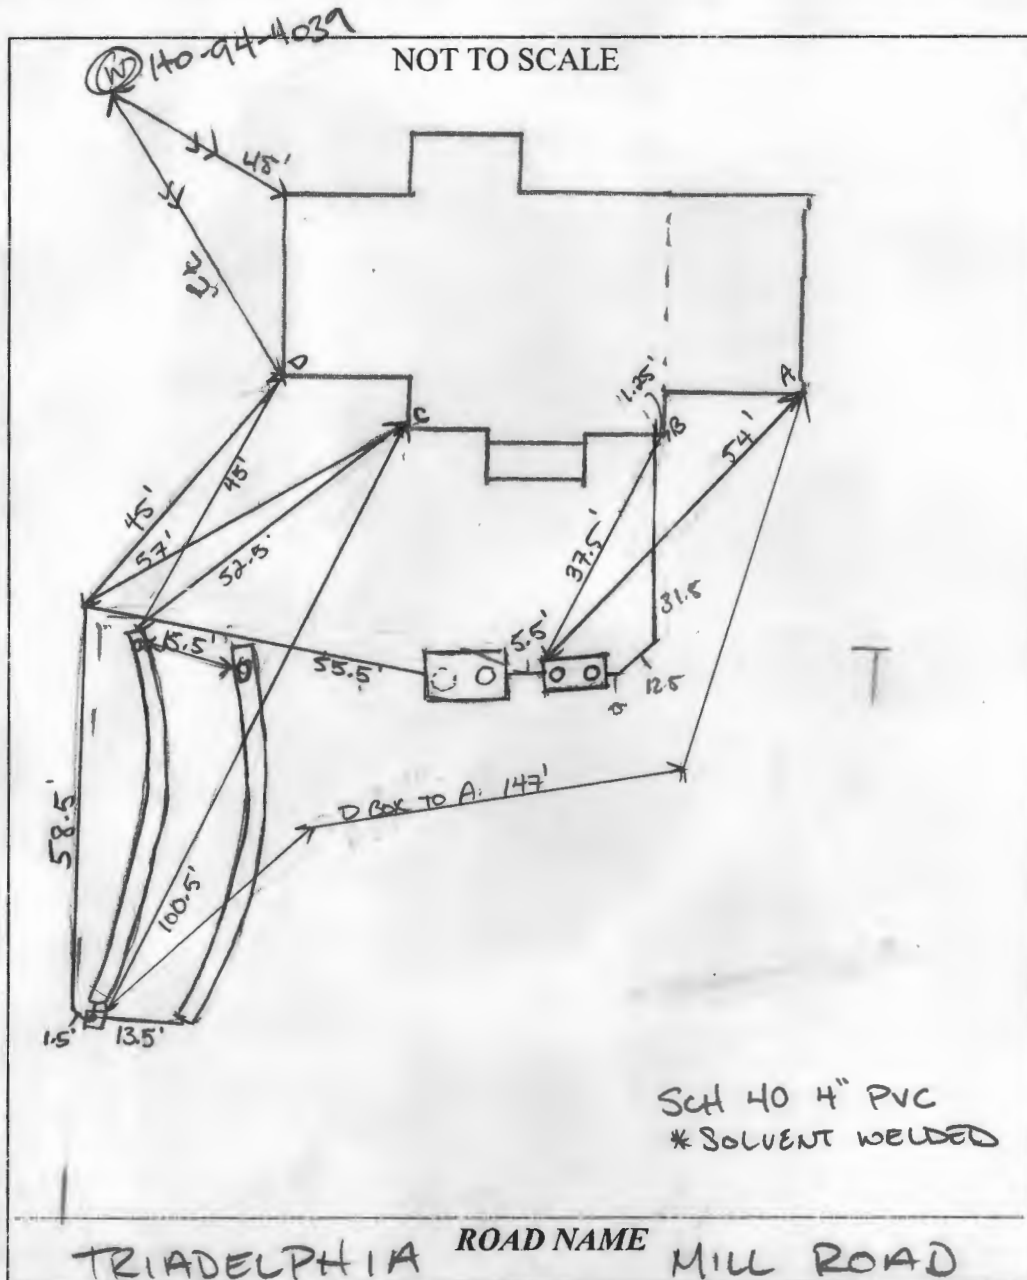 W HO-94-4039
NOT TO SCALE
45'
D
A
1.25'
C
B
54'
45'
45'
57'
52.5'
37.5'
31.5
15.5'
55.5'
5.5'
12.5
58.5'
D BOX TO A: 147'
100.5'
1.5'
13.5'
SCH 40 4" PVC
* SOLVENT WELDED
ROAD NAME
TRIADELPHIA MILL ROAD